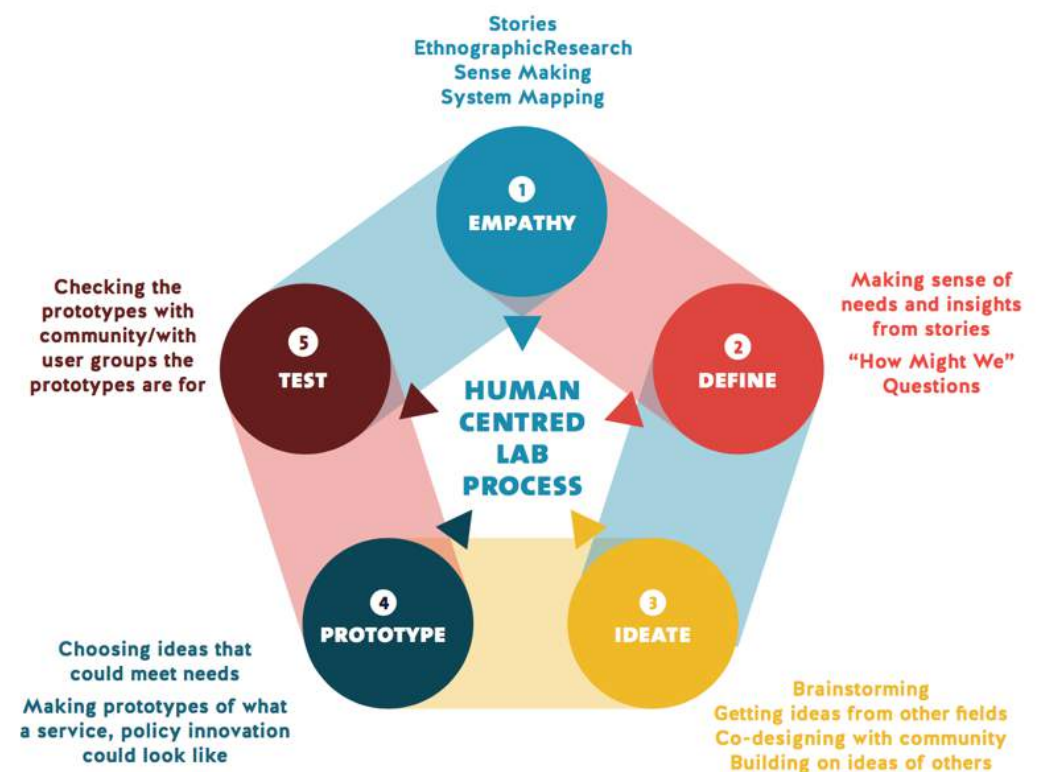 Stories
EthnographicResearch
Sense Making
System Mapping
1
EMPATHY
Making sense of
needs and insights
from stories
“How Might We”
Questions
2
DEFINE
HUMAN
CENTRED
LAB
PROCESS
Checking the
prototypes with
community/with
user groups the
prototypes are for
5
TEST
3
IDEATE
Brainstorming
Getting ideas from other fields
Co-designing with community
Building on ideas of others
4
PROTOTYPE
Choosing ideas that
could meet needs
Making prototypes of what
a service, policy innovation
could look like